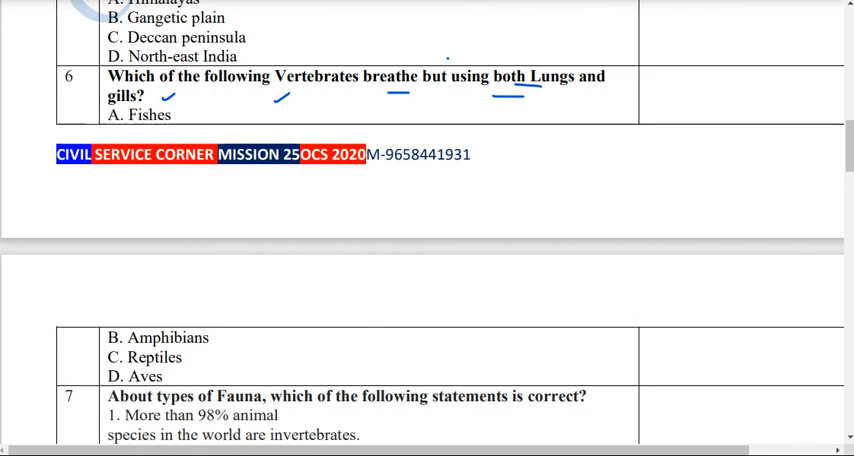 A. Himalayas
B. Gangetic plain
C. Deccan peninsula
D. North-east India
6 Which of the following Vertebrates breathe but using both Lungs and
gills?
A. Fishes
CIVIL SERVICE CORNER MISSION 25OCS 2020M-9658441931
B. Amphibians
C. Reptiles
D. Aves
7 About types of Fauna, which of the following statements is correct?
1. More than 98% animal
species in the world are invertebrates.